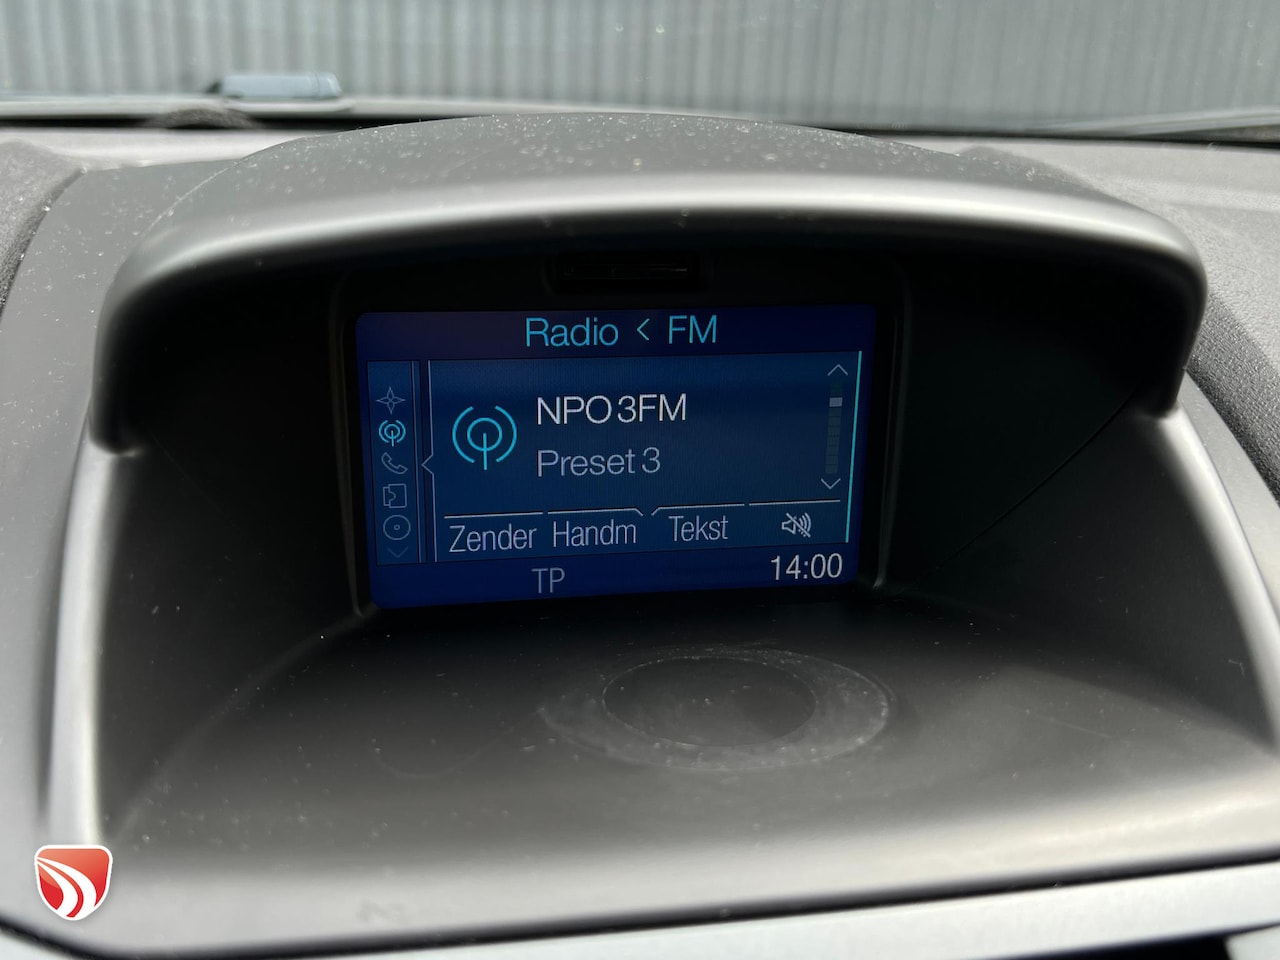 Radio < FM
NPO 3FM
Preset 3
Zender Handm Tekst
TP 14:00